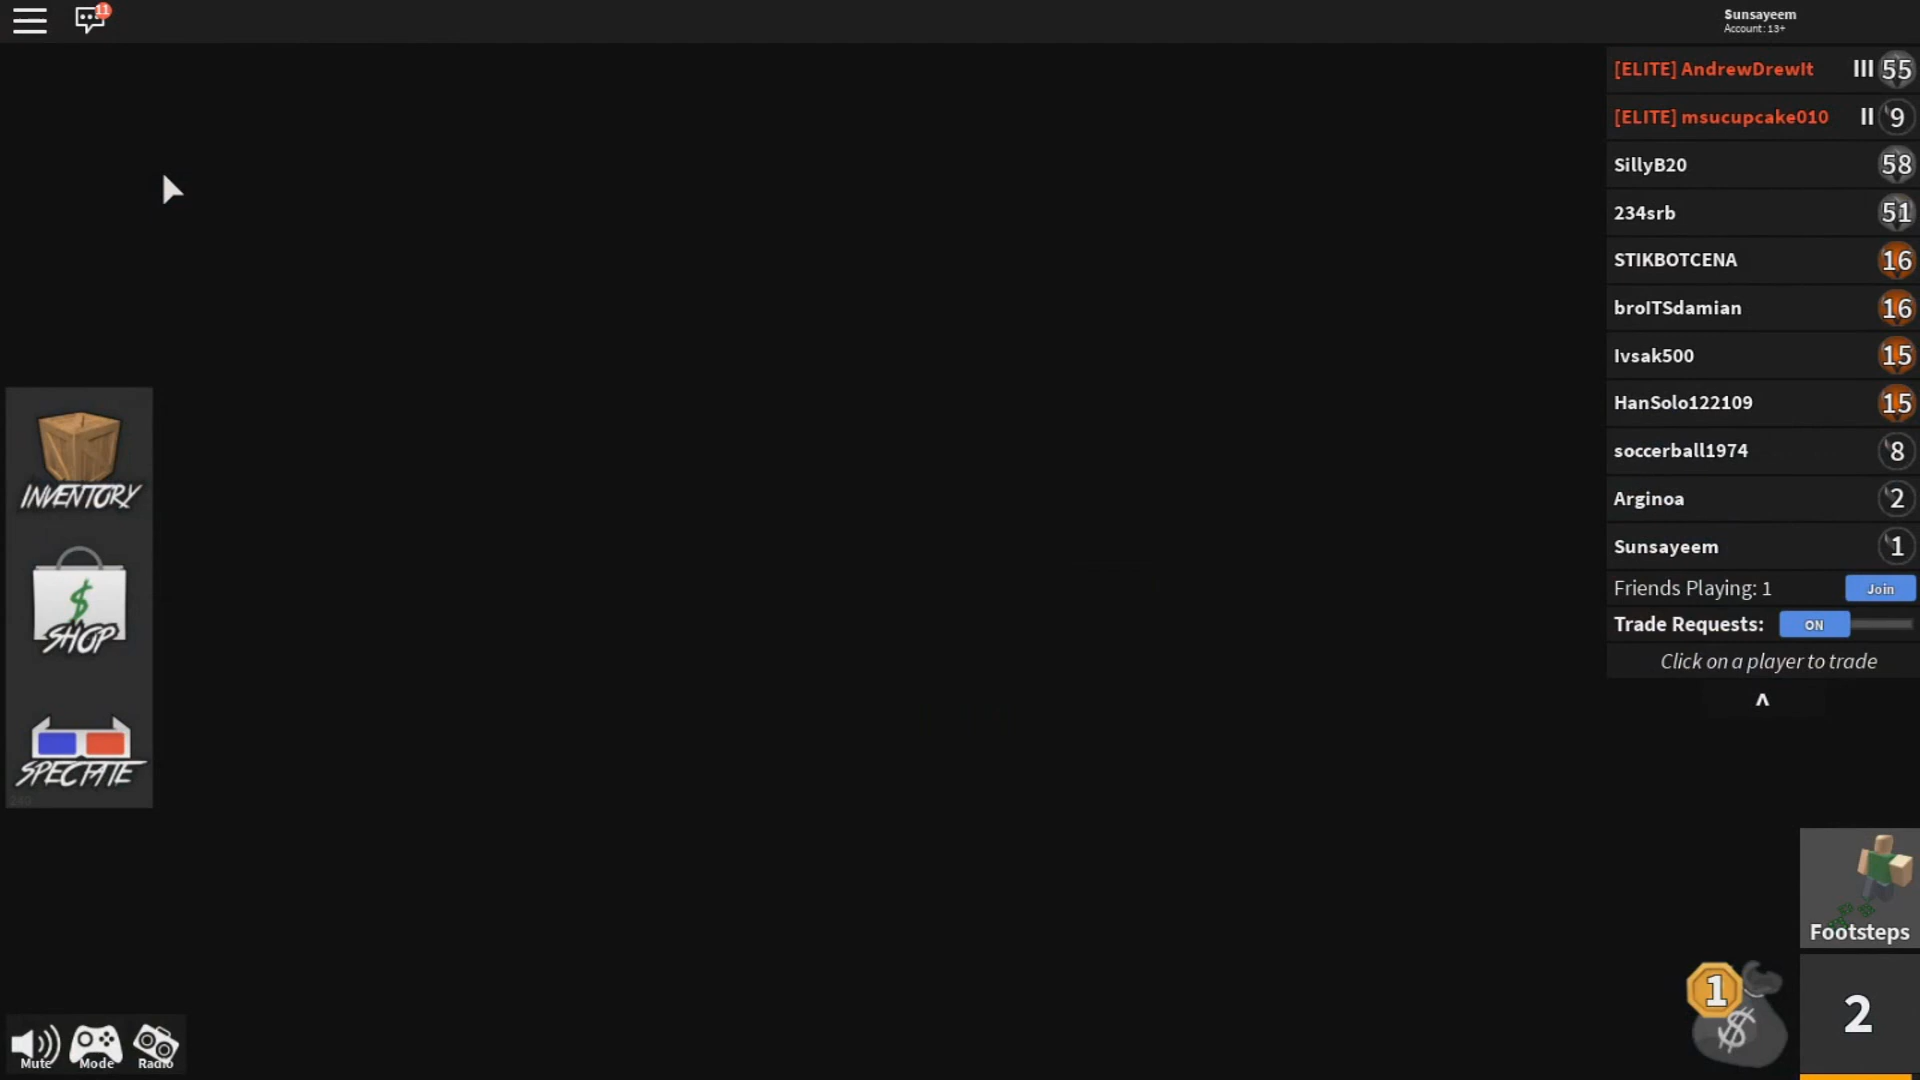 11
Sunsayeem
Account: 13+
[ELITE] AndrewDrewIt III 55
[ELITE] msucupcake010 II 9
SillyB20 58
234srb 51
STIKBOTCENA 16
broITSdamian 16
Ivsak500 15
HanSolo122109 15
soccerball1974 8
Arginoa 2
Sunsayeem 1
Friends Playing: 1 Join
Trade Requests: ON
Click on a player to trade
^
INVENTORY
$
SHOP
SPECTATE
240
Footsteps
1
$
2
Mute Mode Radio